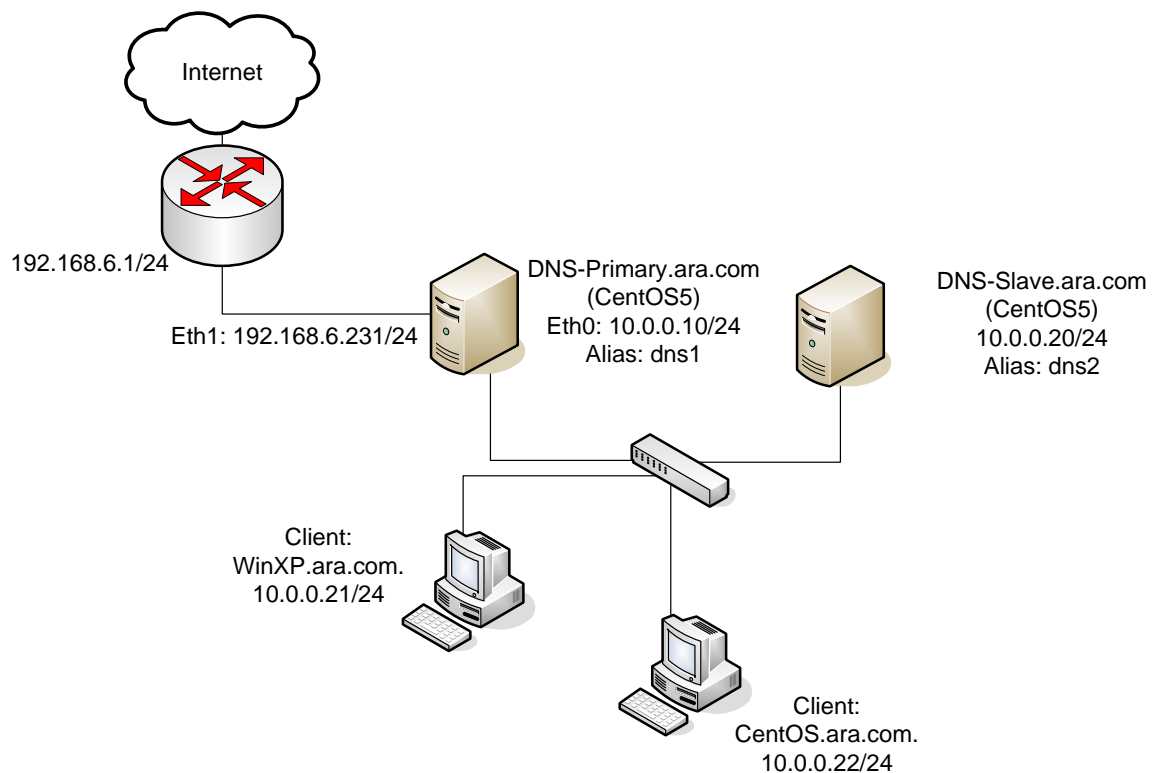 Internet
192.168.6.1/24
Eth1: 192.168.6.231/24
DNS-Primary.ara.com
(CentOS5)
Eth0: 10.0.0.10/24
Alias: dns1
DNS-Slave.ara.com
(CentOS5)
10.0.0.20/24
Alias: dns2
Client:
WinXP.ara.com.
10.0.0.21/24
Client:
CentOS.ara.com.
10.0.0.22/24